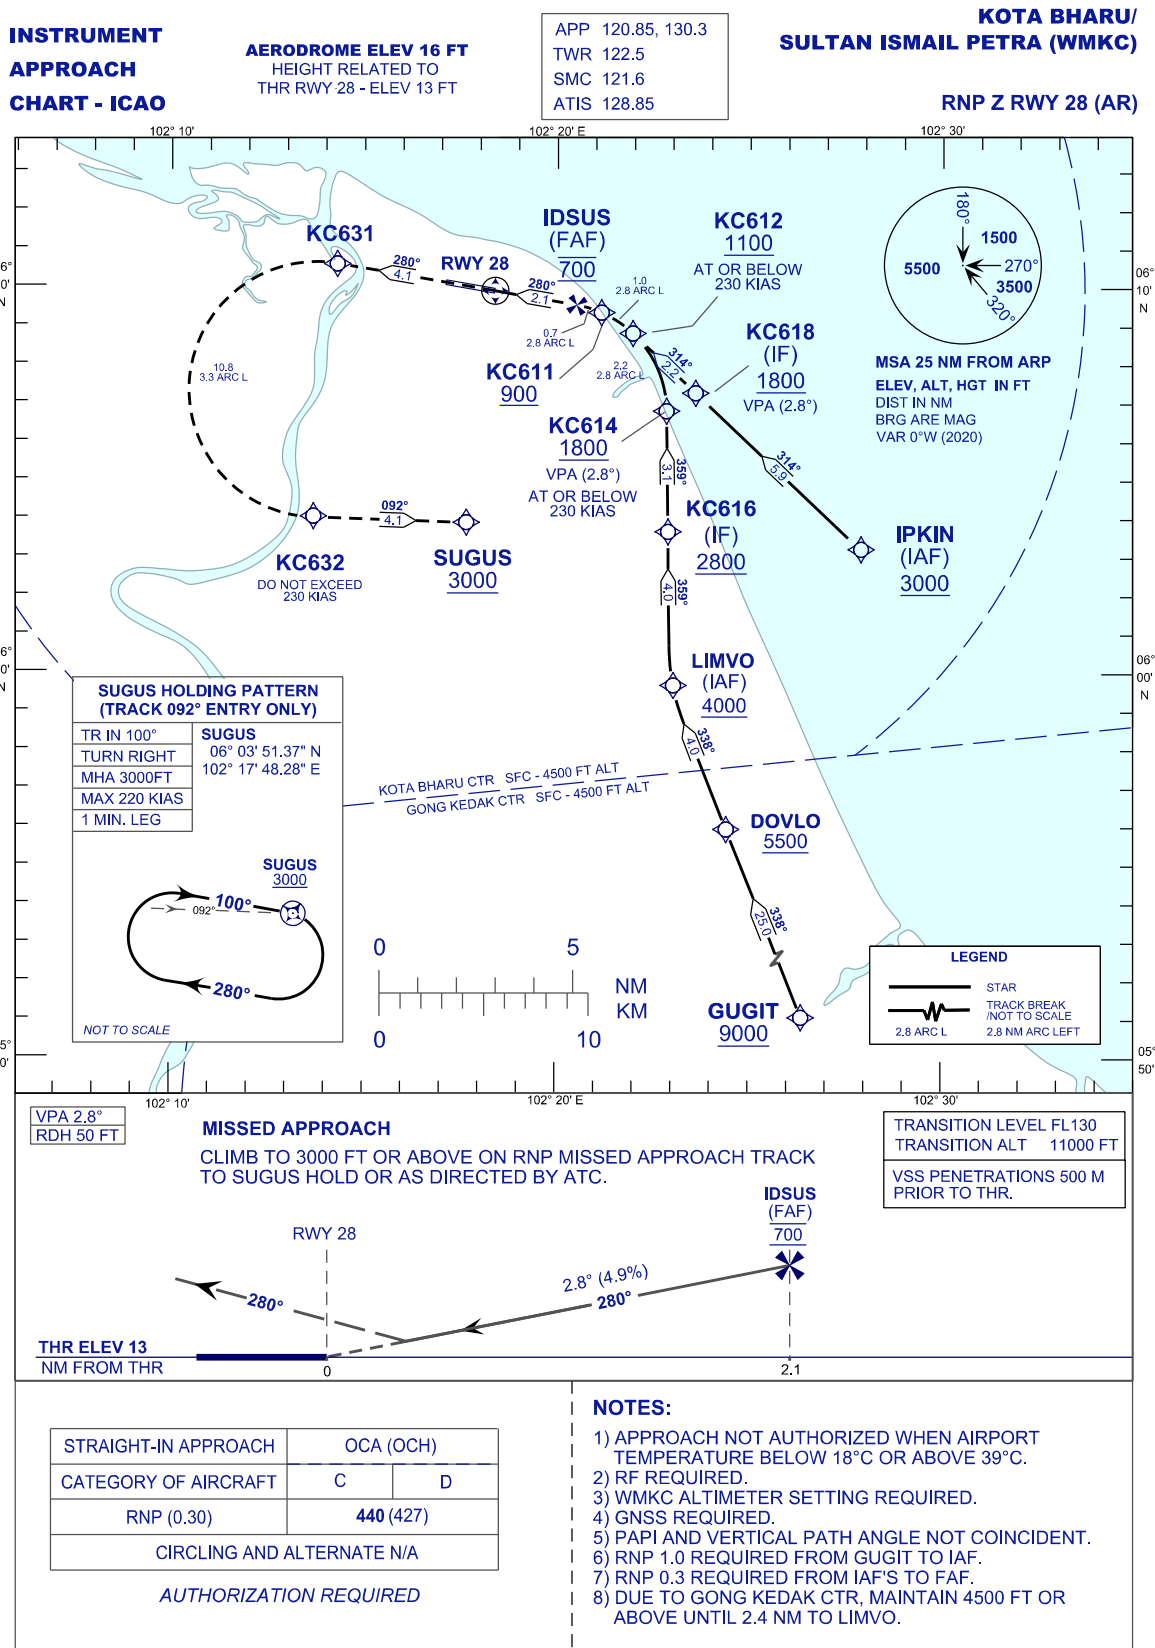 INSTRUMENT
APPROACH
CHART - ICAO
AERODROME ELEV 16 FT
HEIGHT RELATED TO
THR RWY 28 - ELEV 13 FT
APP 120.85, 130.3
TWR 122.5
SMC 121.6
ATIS 128.85
KOTA BHARU/
SULTAN ISMAIL PETRA (WMKC)
RNP Z RWY 28 (AR)
102° 10'
102° 20' E
102° 30'
KC631
280°
4.1
RWY 28
280°
2.1
IDSUS
(FAF)
700
KC612
1100
AT OR BELOW
230 KIAS
1.0
2.8 ARC L
0.7
2.8 ARC L
2.2
2.8 ARC L
314°
2.2
KC618
(IF)
1800
VPA (2.8°)
KC611
900
KC614
1800
VPA (2.8°)
AT OR BELOW
230 KIAS
10.8
3.3 ARC L
180°
1500
5500
270°
3500
320°
MSA 25 NM FROM ARP
ELEV, ALT, HGT IN FT
DIST IN NM
BRG ARE MAG
VAR 0°W (2020)
6°
0'
N
06°
10'
N
314°
5.9
359°
3.1
KC616
(IF)
2800
IPKIN
(IAF)
3000
092°
4.1
KC632
DO NOT EXCEED
230 KIAS
SUGUS
3000
359°
4.0
LIMVO
(IAF)
4000
6°
0'
N
06°
00'
N
338°
4.0
KOTA BHARU CTR SFC - 4500 FT ALT
GONG KEDAK CTR SFC - 4500 FT ALT
DOVLO
5500
338°
25.0
GUGIT
9000
SUGUS HOLDING PATTERN
(TRACK 092° ENTRY ONLY)
TR IN 100°
TURN RIGHT
MHA 3000FT
MAX 220 KIAS
1 MIN. LEG
SUGUS
06° 03' 51.37" N
102° 17' 48.28" E
SUGUS
3000
100°
092°
280°
NOT TO SCALE
0
5
NM
KM
0
10
LEGEND
STAR
TRACK BREAK
/NOT TO SCALE
2.8 ARC L
2.8 NM ARC LEFT
5°
0'
05°
50'
102° 10'
102° 20' E
102° 30'
VPA 2.8°
RDH 50 FT
MISSED APPROACH
CLIMB TO 3000 FT OR ABOVE ON RNP MISSED APPROACH TRACK
TO SUGUS HOLD OR AS DIRECTED BY ATC.
TRANSITION LEVEL FL130
TRANSITION ALT 11000 FT
VSS PENETRATIONS 500 M
PRIOR TO THR.
RWY 28
IDSUS
(FAF)
700
2.8° (4.9%)
280°
280°
THR ELEV 13
NM FROM THR
0
2.1
STRAIGHT-IN APPROACH
OCA (OCH)
CATEGORY OF AIRCRAFT
C
D
RNP (0.30)
440 (427)
CIRCLING AND ALTERNATE N/A
AUTHORIZATION REQUIRED
NOTES:
1) APPROACH NOT AUTHORIZED WHEN AIRPORT
TEMPERATURE BELOW 18°C OR ABOVE 39°C.
2) RF REQUIRED.
3) WMKC ALTIMETER SETTING REQUIRED.
4) GNSS REQUIRED.
5) PAPI AND VERTICAL PATH ANGLE NOT COINCIDENT.
6) RNP 1.0 REQUIRED FROM GUGIT TO IAF.
7) RNP 0.3 REQUIRED FROM IAF'S TO FAF.
8) DUE TO GONG KEDAK CTR, MAINTAIN 4500 FT OR
ABOVE UNTIL 2.4 NM TO LIMVO.